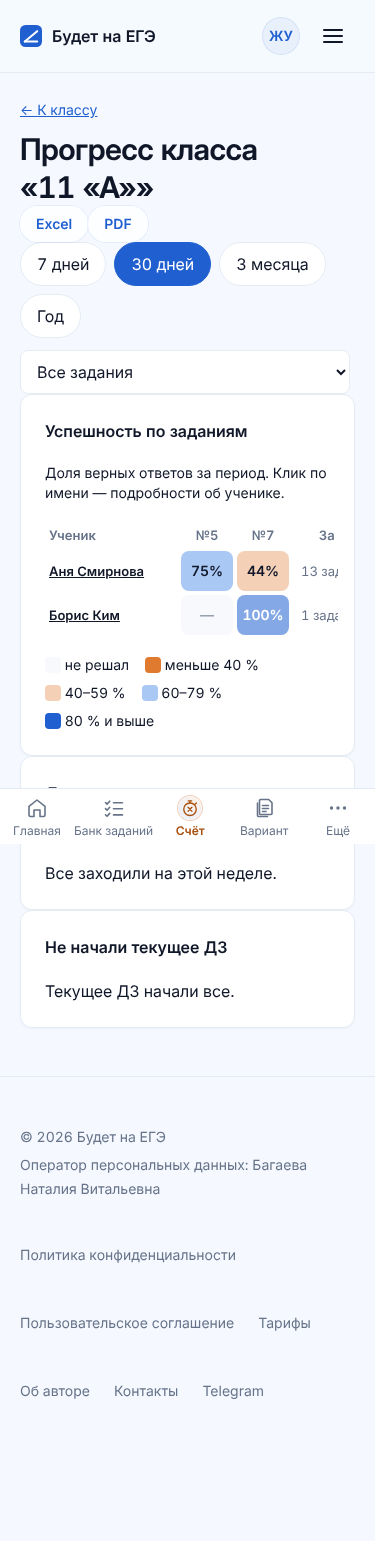 Будет на ЕГЭ
ЖУ
← К классу
Прогресс класса
«11 «А»»
Excel PDF
7 дней 30 дней 3 месяца
Год
Все задания
Успешность по заданиям
Доля верных ответов за период. Клик по
имени — подробности об ученике.
Ученик №5 №7 За
Аня Смирнова 75% 44% 13
Борис Ким — 100% 1
не решал меньше 40 %
40–59 % 60–79 %
80 % и выше
Главная Банк заданий Счёт Вариант Ещё
Все заходили на этой неделе.
Не начали текущее ДЗ
Текущее ДЗ начали все.
© 2026 Будет на ЕГЭ
Оператор персональных данных: Багаева
Наталия Витальевна
Политика конфиденциальности
Пользовательское соглашение Тарифы
Об авторе Контакты Telegram